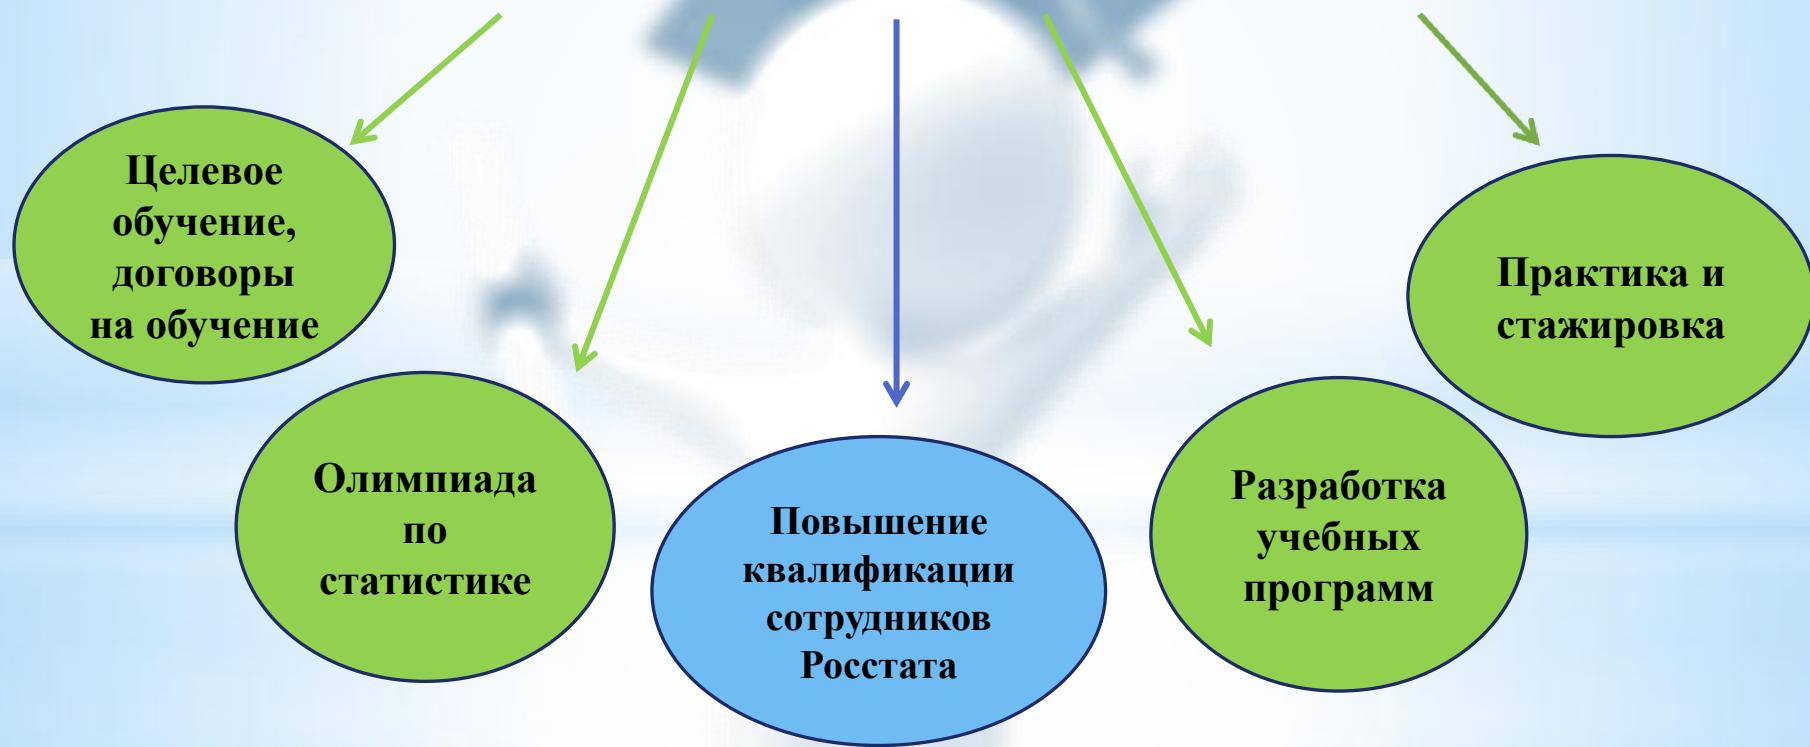 Целевое
обучение,
договоры
на обучение
Олимпиада
по
статистике
Повышение
квалификации
сотрудников
Росстата
Разработка
учебных
программ
Практика и
стажировка